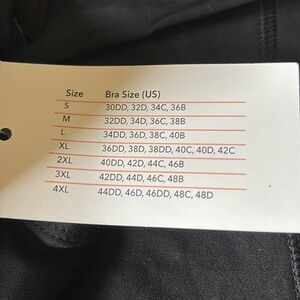 Size Bra Size (US)
S 30DD, 32D, 34C, 36B
M 32DD, 34D, 36C, 38B
L 34DD, 36D, 38C, 40B
XL 36DD, 38D, 38DD, 40C, 40D, 42C
2XL 40DD, 42D, 44C, 46B
3XL 42DD, 44D, 46C, 48B
4XL 44DD, 46D, 46DD, 48C, 48D